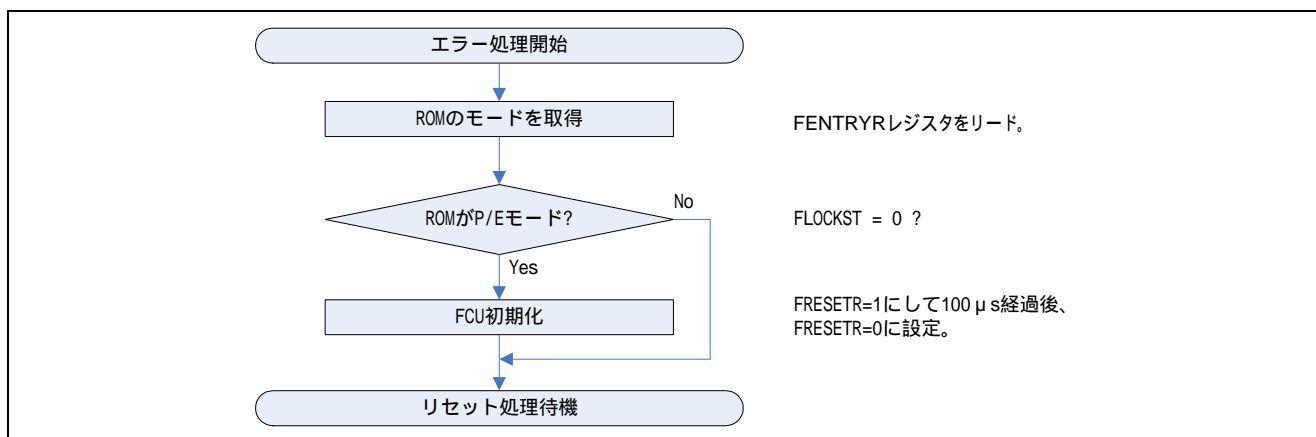 エラー処理開始
ROMのモードを取得
FENTRYRレジスタをリード。
ROMがP/Eモード?
No
FLOCKST = 0 ?
Yes
FCU初期化
FRESETR=1にして100μs経過後、
FRESETR=0に設定。
リセット処理待機